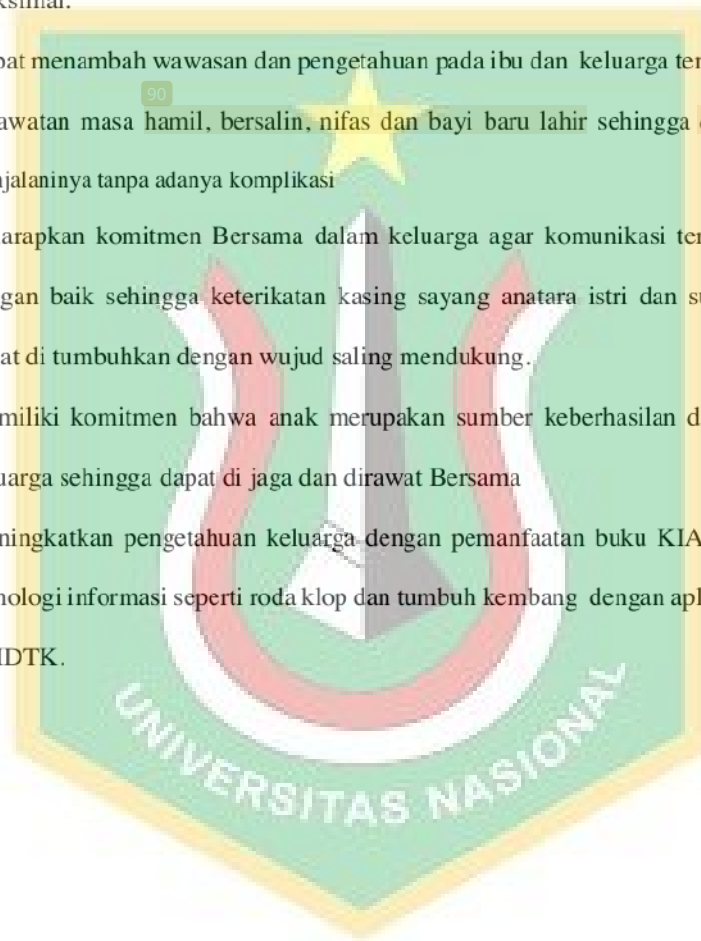 ksimal.
pat menambah wawasan dan pengetahuan pada ibu dan keluarga ter
90
awatan masa hamil, bersalin, nifas dan bayi baru lahir sehingga
njalaninya tanpa adanya komplikasi
arapkan komitmen Bersama dalam keluarga agar komunikasi ter
gan baik sehingga keterikatan kasing sayang anatara istri dan su
at di tumbuhkan dengan wujud saling mendukung.
miliki komitmen bahwa anak merupakan sumber keberhasilan d
uarga sehingga dapat di jaga dan dirawat Bersama
ningkatkan pengetahuan keluarga dengan pemanfaatan buku KIA
nologi informasi seperti roda klop dan tumbuh kembang dengan apl
IDTK.
UNIVERSITAS NASIONAL